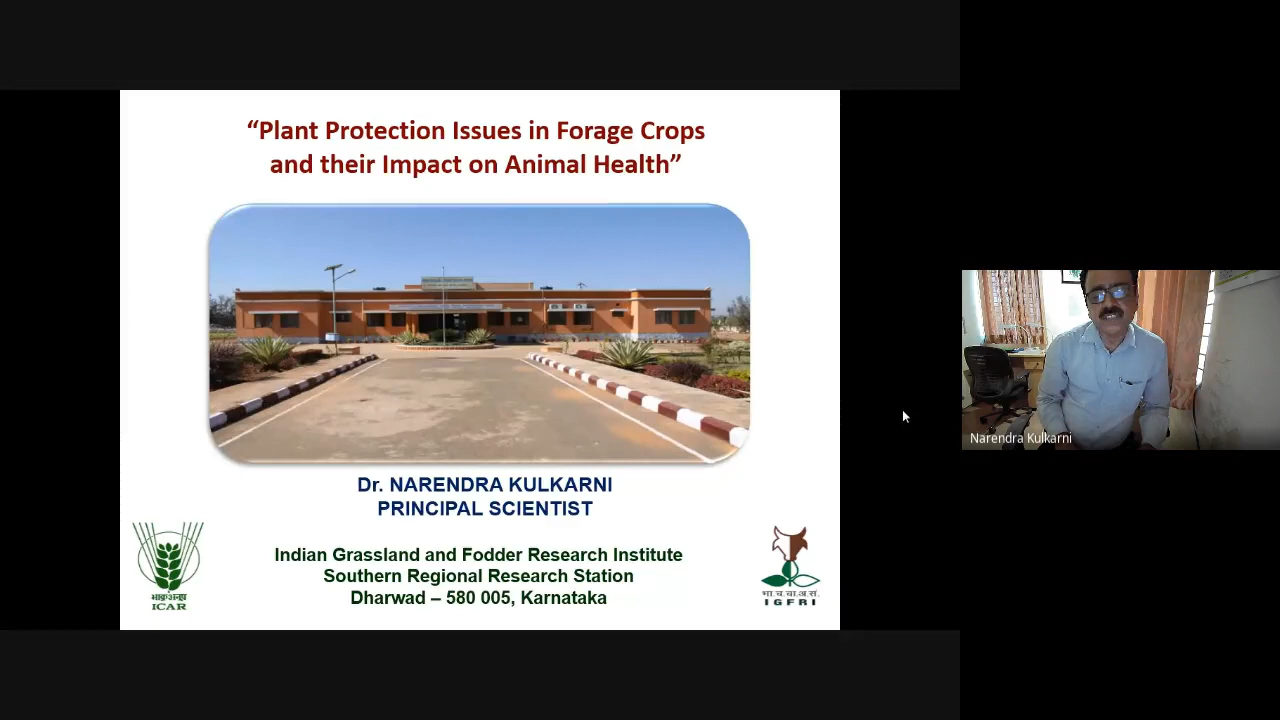 “Plant Protection Issues in Forage Crops
and their Impact on Animal Health”
Dr. NARENDRA KULKARNI
PRINCIPAL SCIENTIST
Indian Grassland and Fodder Research Institute
Southern Regional Research Station
Dharwad – 580 005, Karnataka
भाकृअनुप
ICAR
भा.च.चा.अ.सं.
IGFRI
Narendra Kulkarni